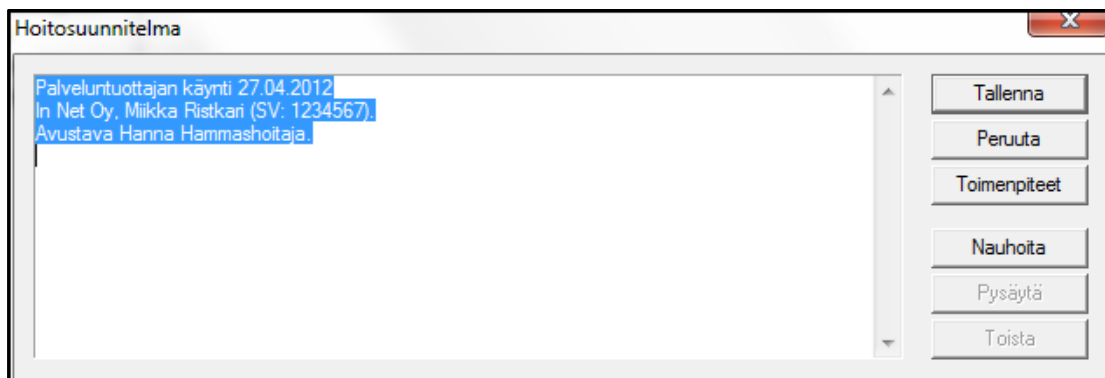 Hoitosuunnitelma
X
Palveluntuottajan käynti 27.04.2012
In Net Oy, Miikka Ristkari (SV: 1234567).
Avustava Hanna Hammashoitaja.
Tallenna
Peruuta
Toimenpiteet
Nauhoita
Pysäytä
Toista